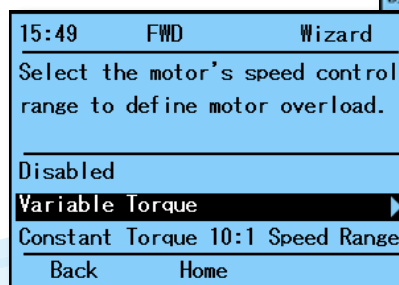 15:49 FWD Wizard
Select the motor's speed control
range to define motor overload.
Disabled
Variable Torque
Constant Torque 10:1 Speed Range
Back Home